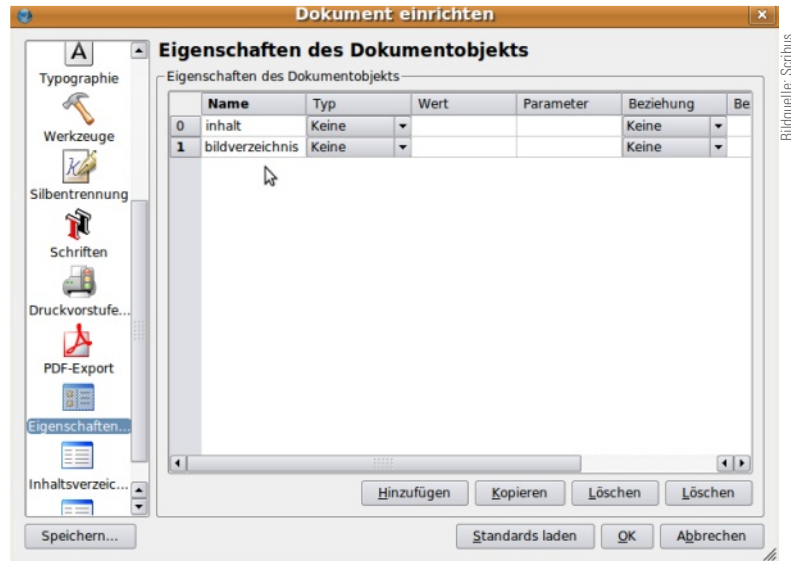 Dokument einrichten
Typographie
Werkzeuge
Silbentrennung
Schriften
Druckvorstufe...
PDF-Export
Eigenschaften...
Inhaltsverzeic...
Eigenschaften des Dokumentobjekts
Eigenschaften des Dokumentobjekts
Name Typ Wert Parameter Beziehung Be
0 inhalt Keine Keine
1 bildverzeichnis Keine Keine
Hinzufügen Kopieren Löschen Löschen
Speichern... Standards laden OK Abbrechen
Bildquelle: Scribus